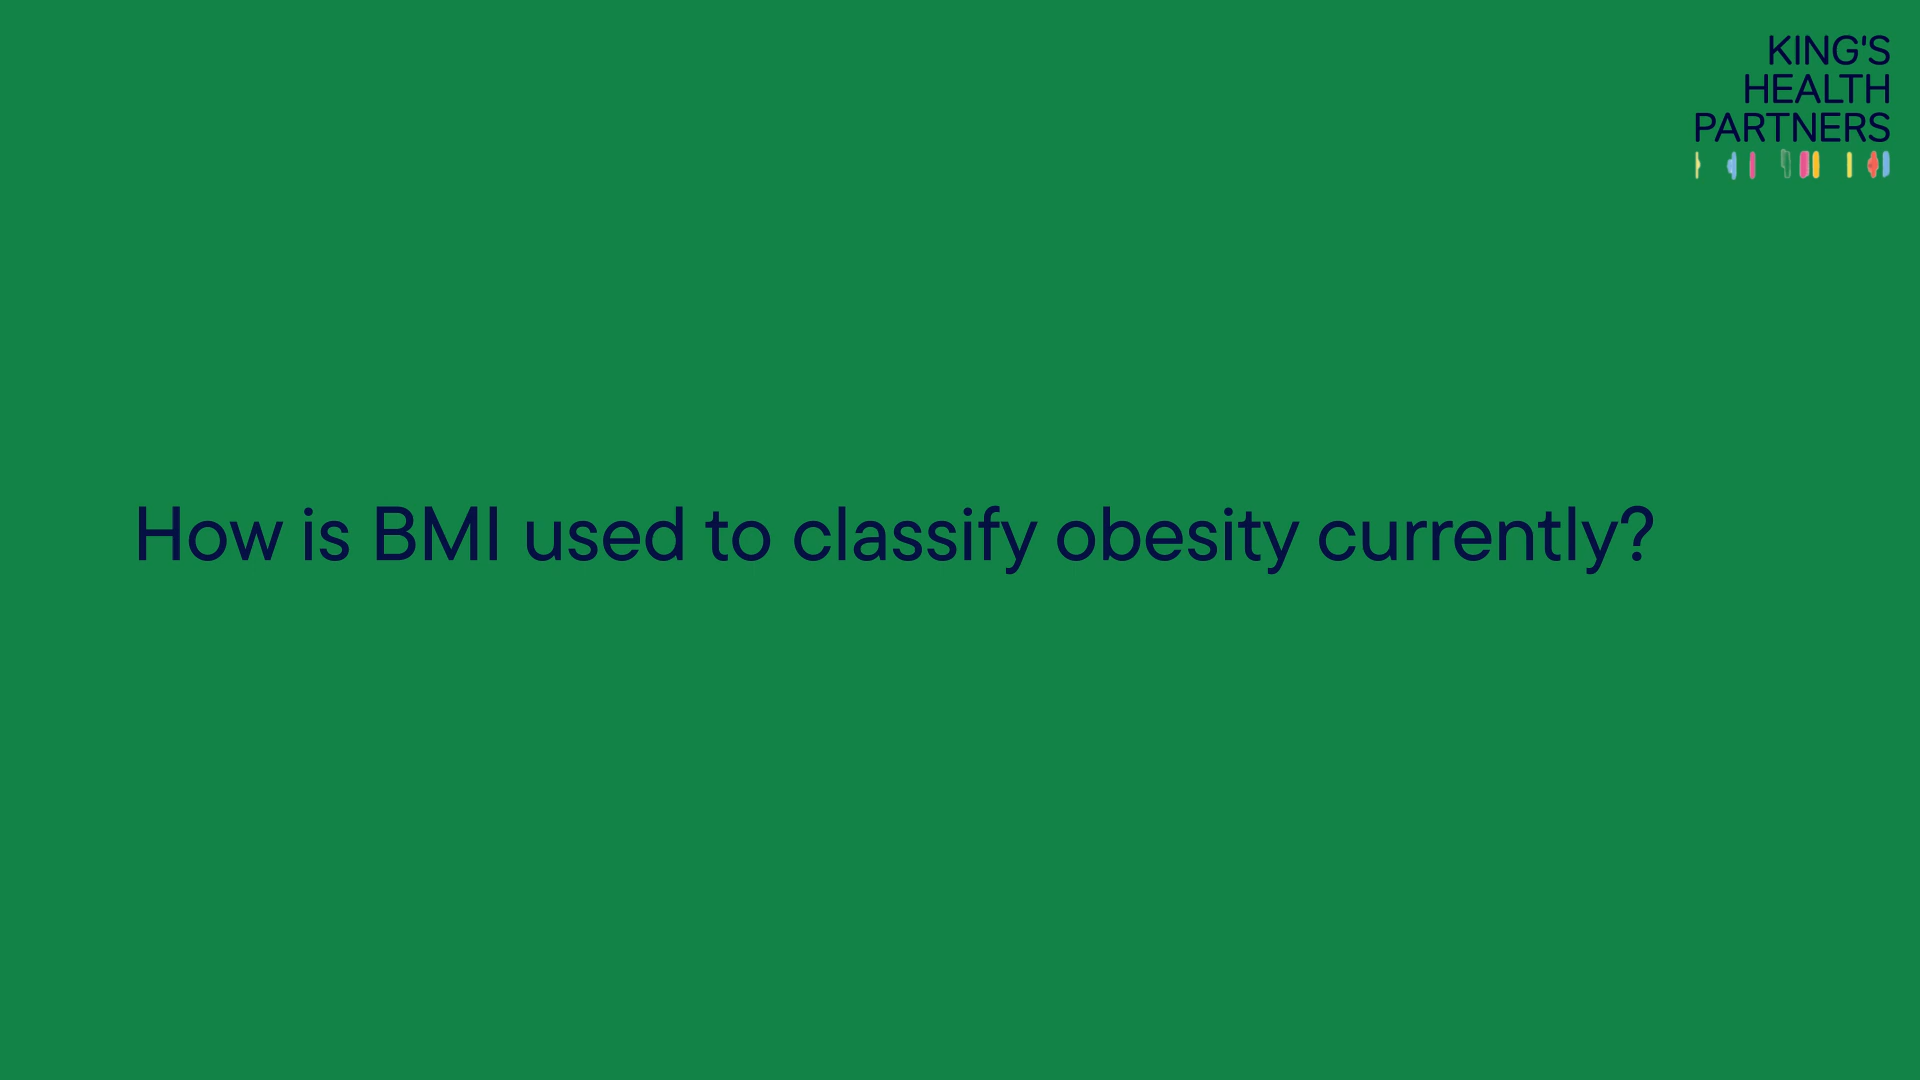 KING'S
HEALTH
PARTNERS
How is BMI used to classify obesity currently?